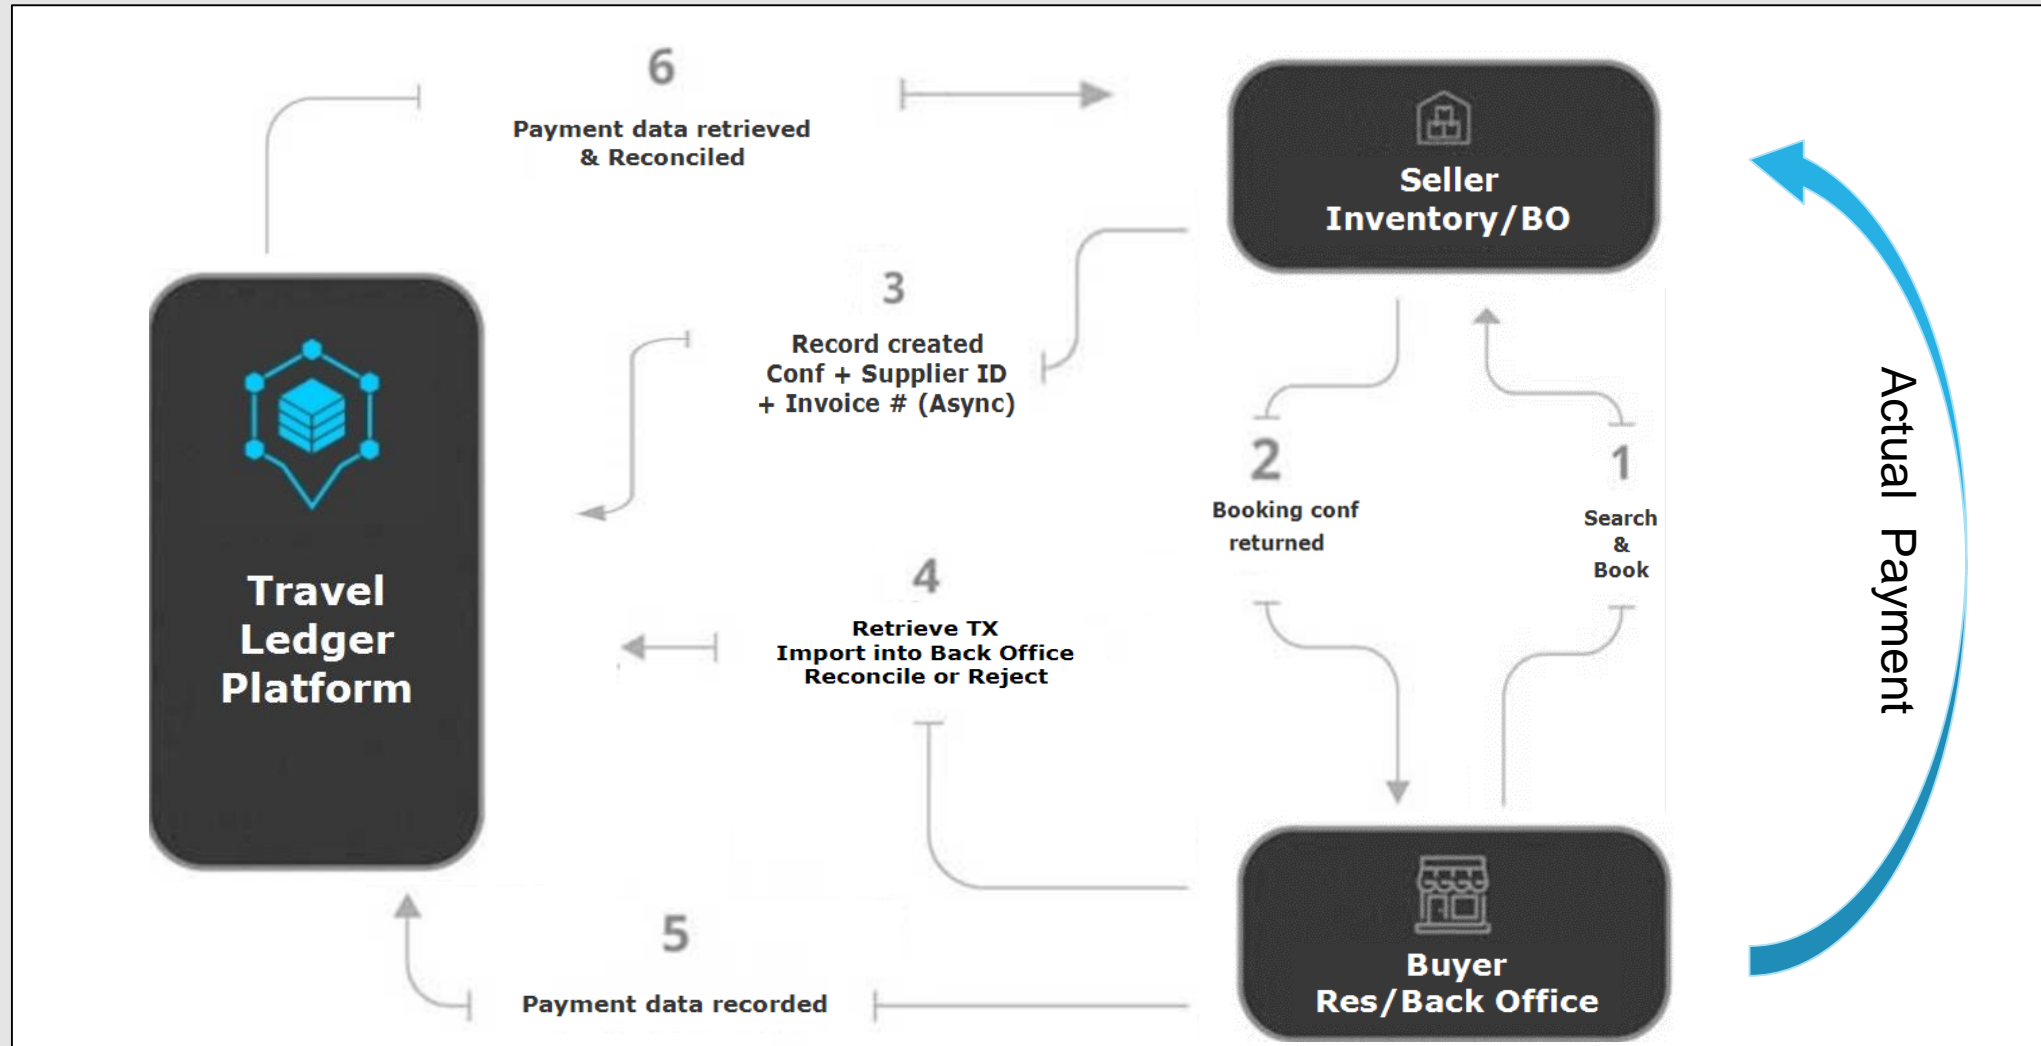 6
Payment data retrieved
& Reconciled
Seller
Inventory/BO
3
Record created
Conf + Supplier ID
+ Invoice # (Async)
2
Booking conf
returned
1
Search
&
Book
Actual Payment
Travel
Ledger
Platform
4
Retrieve TX
Import into Back Office
Reconcile or Reject
5
Payment data recorded
Buyer
Res/Back Office